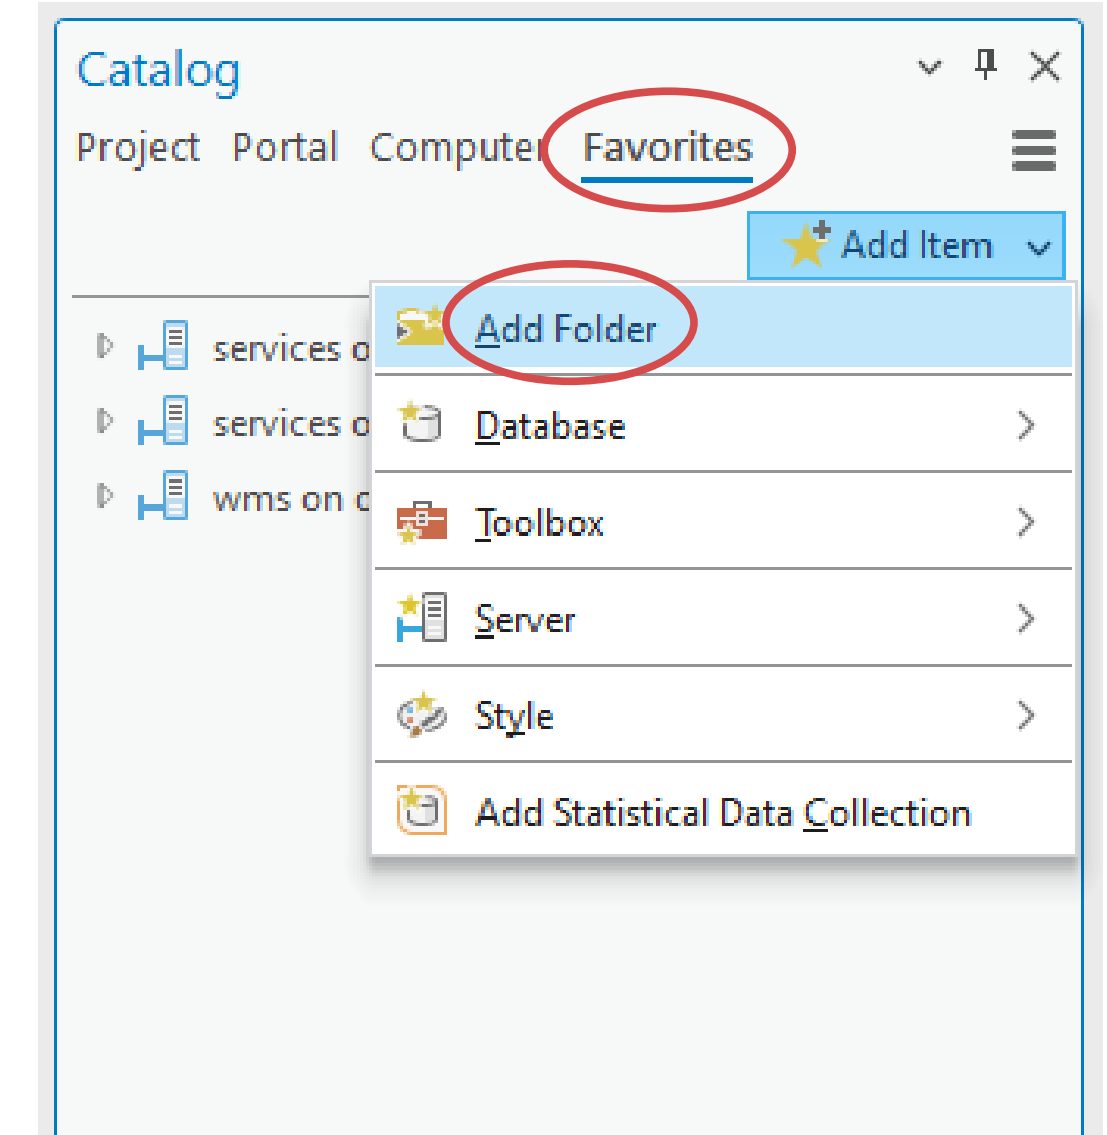 Catalog
Project Portal Computer Favorites
Add Item
Add Folder
services
services
wms on
Database
Toolbox
Server
Style
Add Statistical Data Collection